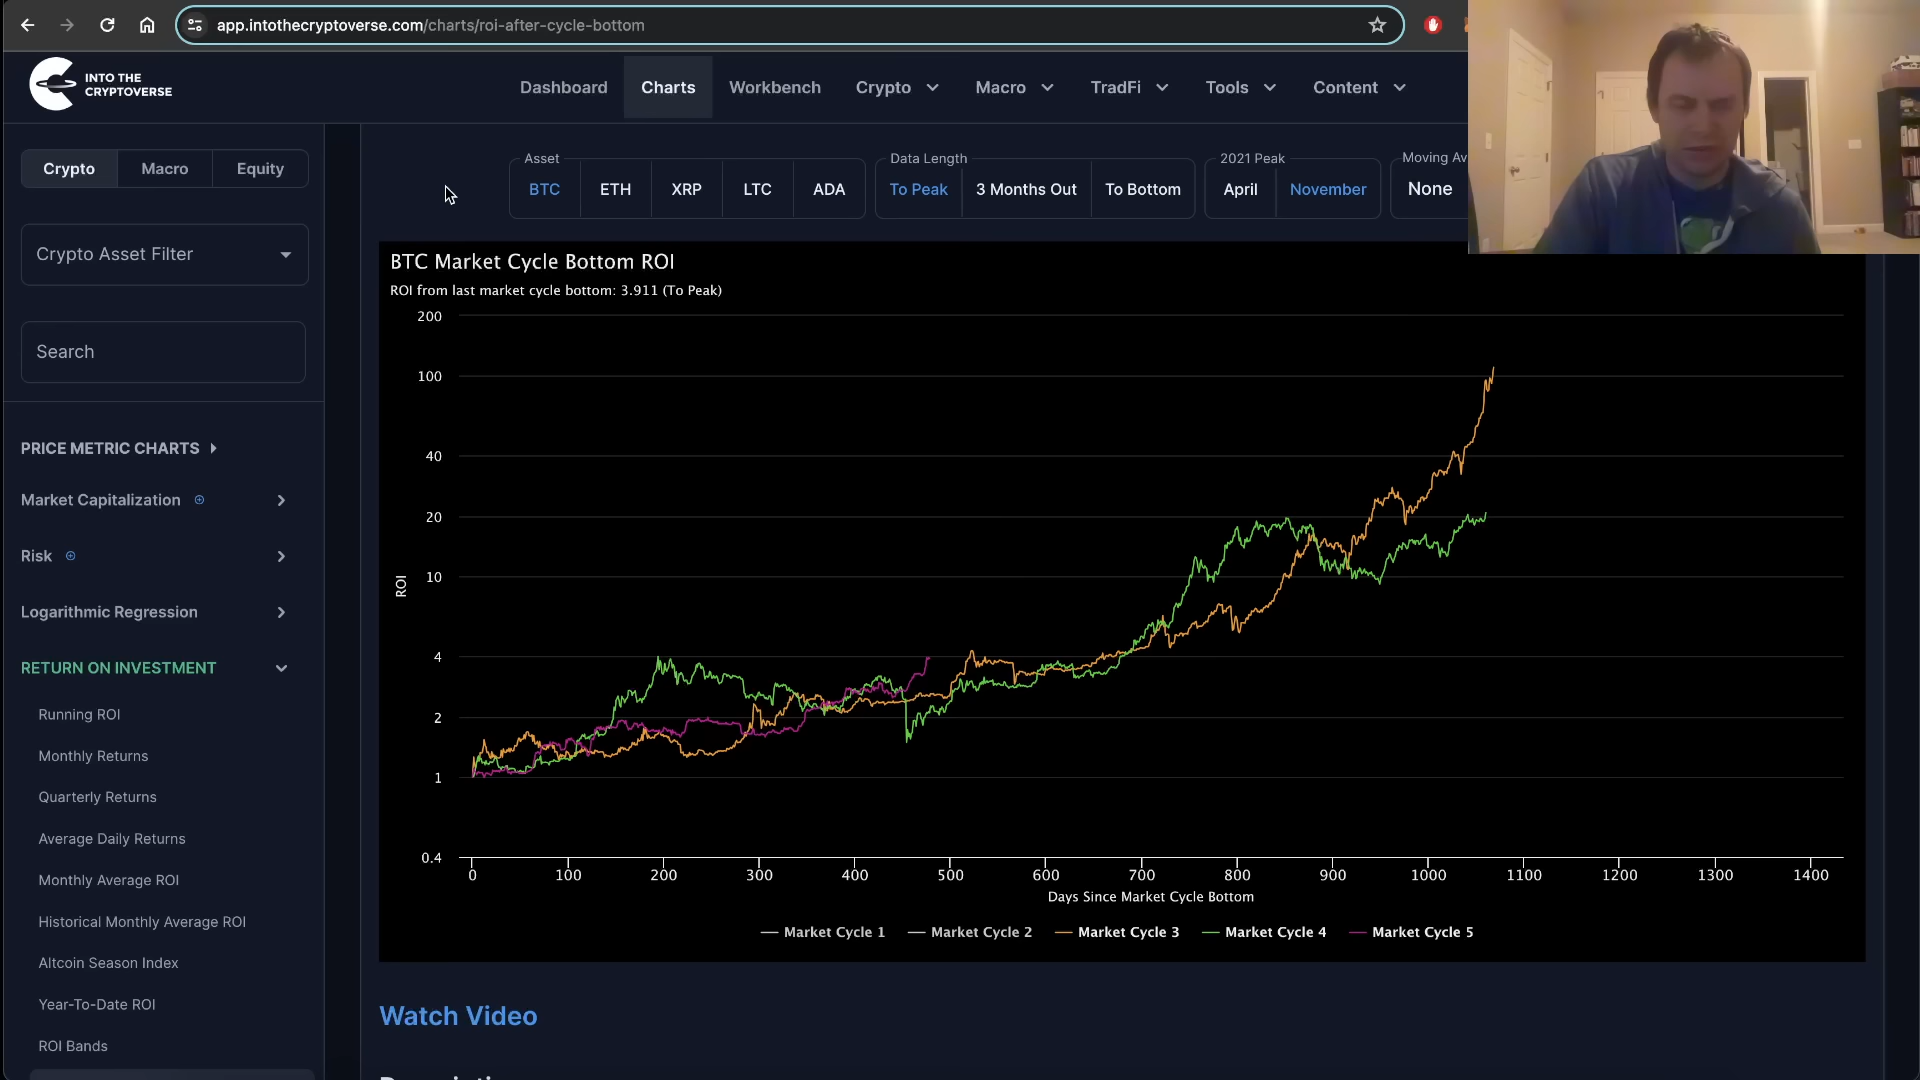 app.intothecryptoverse.com/charts/roi-after-cycle-bottom
INTO THE
CRYPTOVERSE
Dashboard
Charts
Workbench
Crypto
Macro
TradFi
Tools
Content
Crypto
Macro
Equity
Crypto Asset Filter
Search
PRICE METRIC CHARTS
Market Capitalization
Risk
Logarithmic Regression
RETURN ON INVESTMENT
Running ROI
Monthly Returns
Quarterly Returns
Average Daily Returns
Monthly Average ROI
Historical Monthly Average ROI
Altcoin Season Index
Year-To-Date ROI
ROI Bands
Asset
BTC
ETH
XRP
LTC
ADA
Data Length
To Peak
3 Months Out
To Bottom
2021 Peak
April
November
Moving Av
None
BTC Market Cycle Bottom ROI
ROI from last market cycle bottom: 3.911 (To Peak)
200
100
40
20
10
4
2
1
0.4
ROI
0 100 200 300 400 500 600 700 800 900 1000 1100 1200 1300 1400
Days Since Market Cycle Bottom
Market Cycle 1 Market Cycle 2 Market Cycle 3 Market Cycle 4 Market Cycle 5
Watch Video